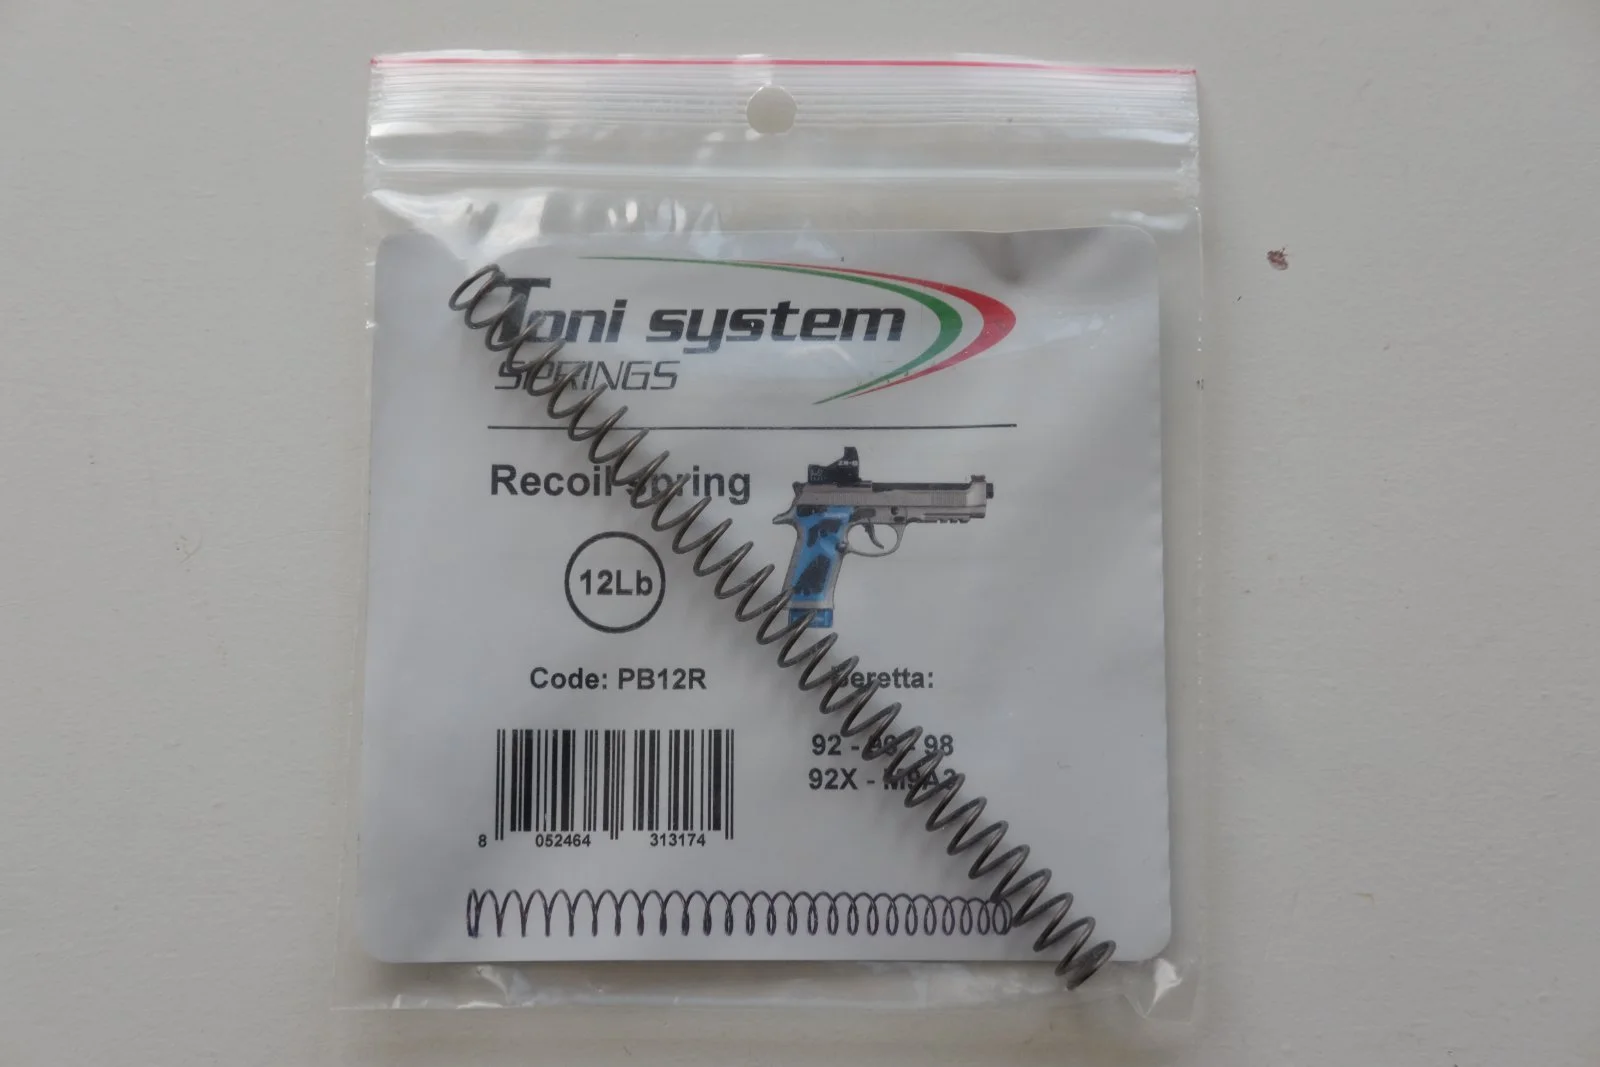 Toni system
SPRINGS
Recoil spring
12Lb
Code: PB12R
Beretta:
92 - 98
92X -
8 052464 313174